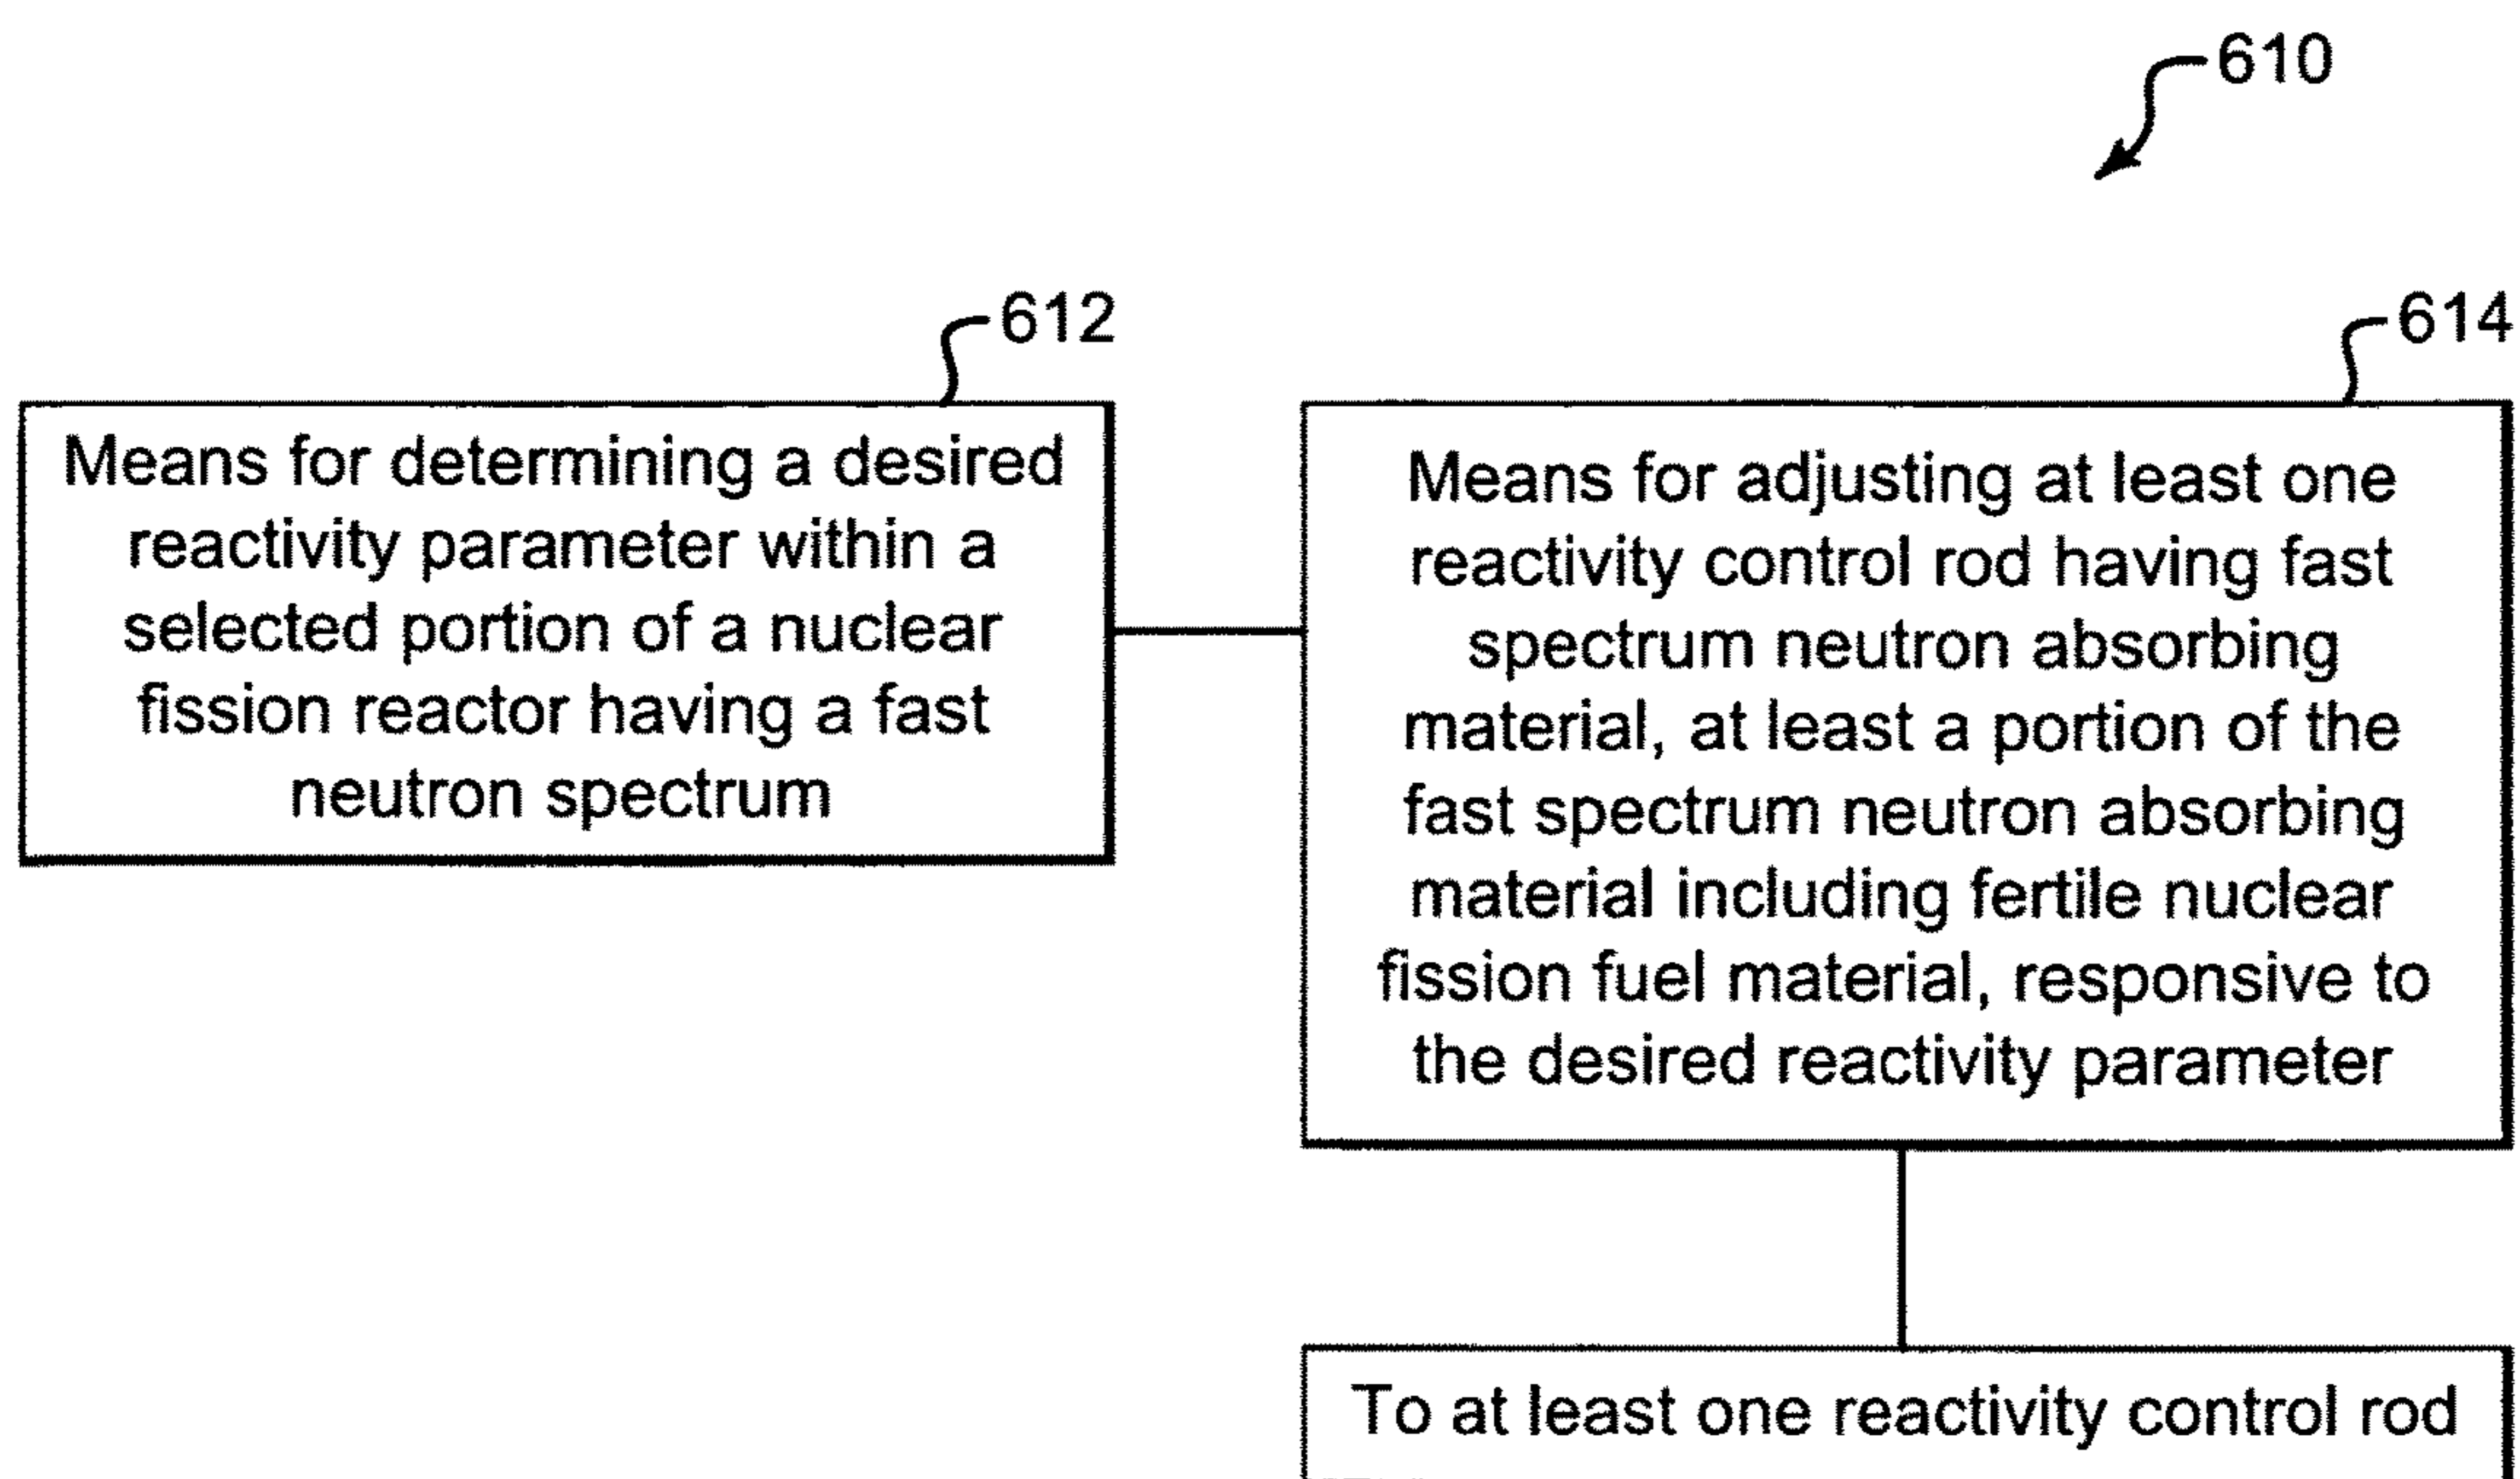 610
612
614
Means for determining a desired
reactivity parameter within a
selected portion of a nuclear
fission reactor having a fast
neutron spectrum
Means for adjusting at least one
reactivity control rod having fast
spectrum neutron absorbing
material, at least a portion of the
fast spectrum neutron absorbing
material including fertile nuclear
fission fuel material, responsive to
the desired reactivity parameter
To at least one reactivity control rod